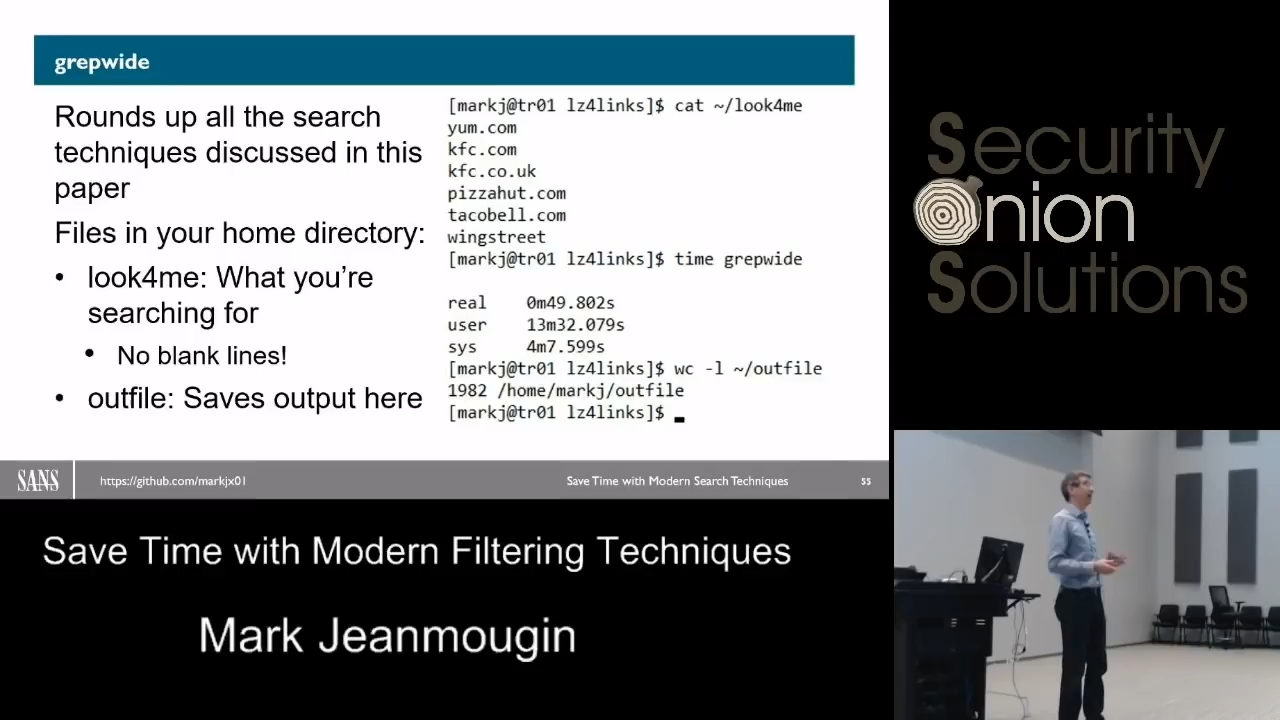 grepwide
Rounds up all the search
techniques discussed in this
paper
Files in your home directory:
• look4me: What you're
searching for
• No blank lines!
• outfile: Saves output here
[markj@tr01 lz4links]$ cat ~/look4me
yum.com
kfc.com
kfc.co.uk
pizzahut.com
tacobell.com
wingstreet
[markj@tr01 lz4links]$ time grepwide
real 0m49.802s
user 13m32.079s
sys 4m7.599s
[markj@tr01 lz4links]$ wc -l ~/outfile
1982 /home/markj/outfile
[markj@tr01 lz4links]$
SANS
https://github.com/markjx01
Save Time with Modern Search Techniques
55
Security
Onion
Solutions
Save Time with Modern Filtering Techniques
Mark Jeanmougin